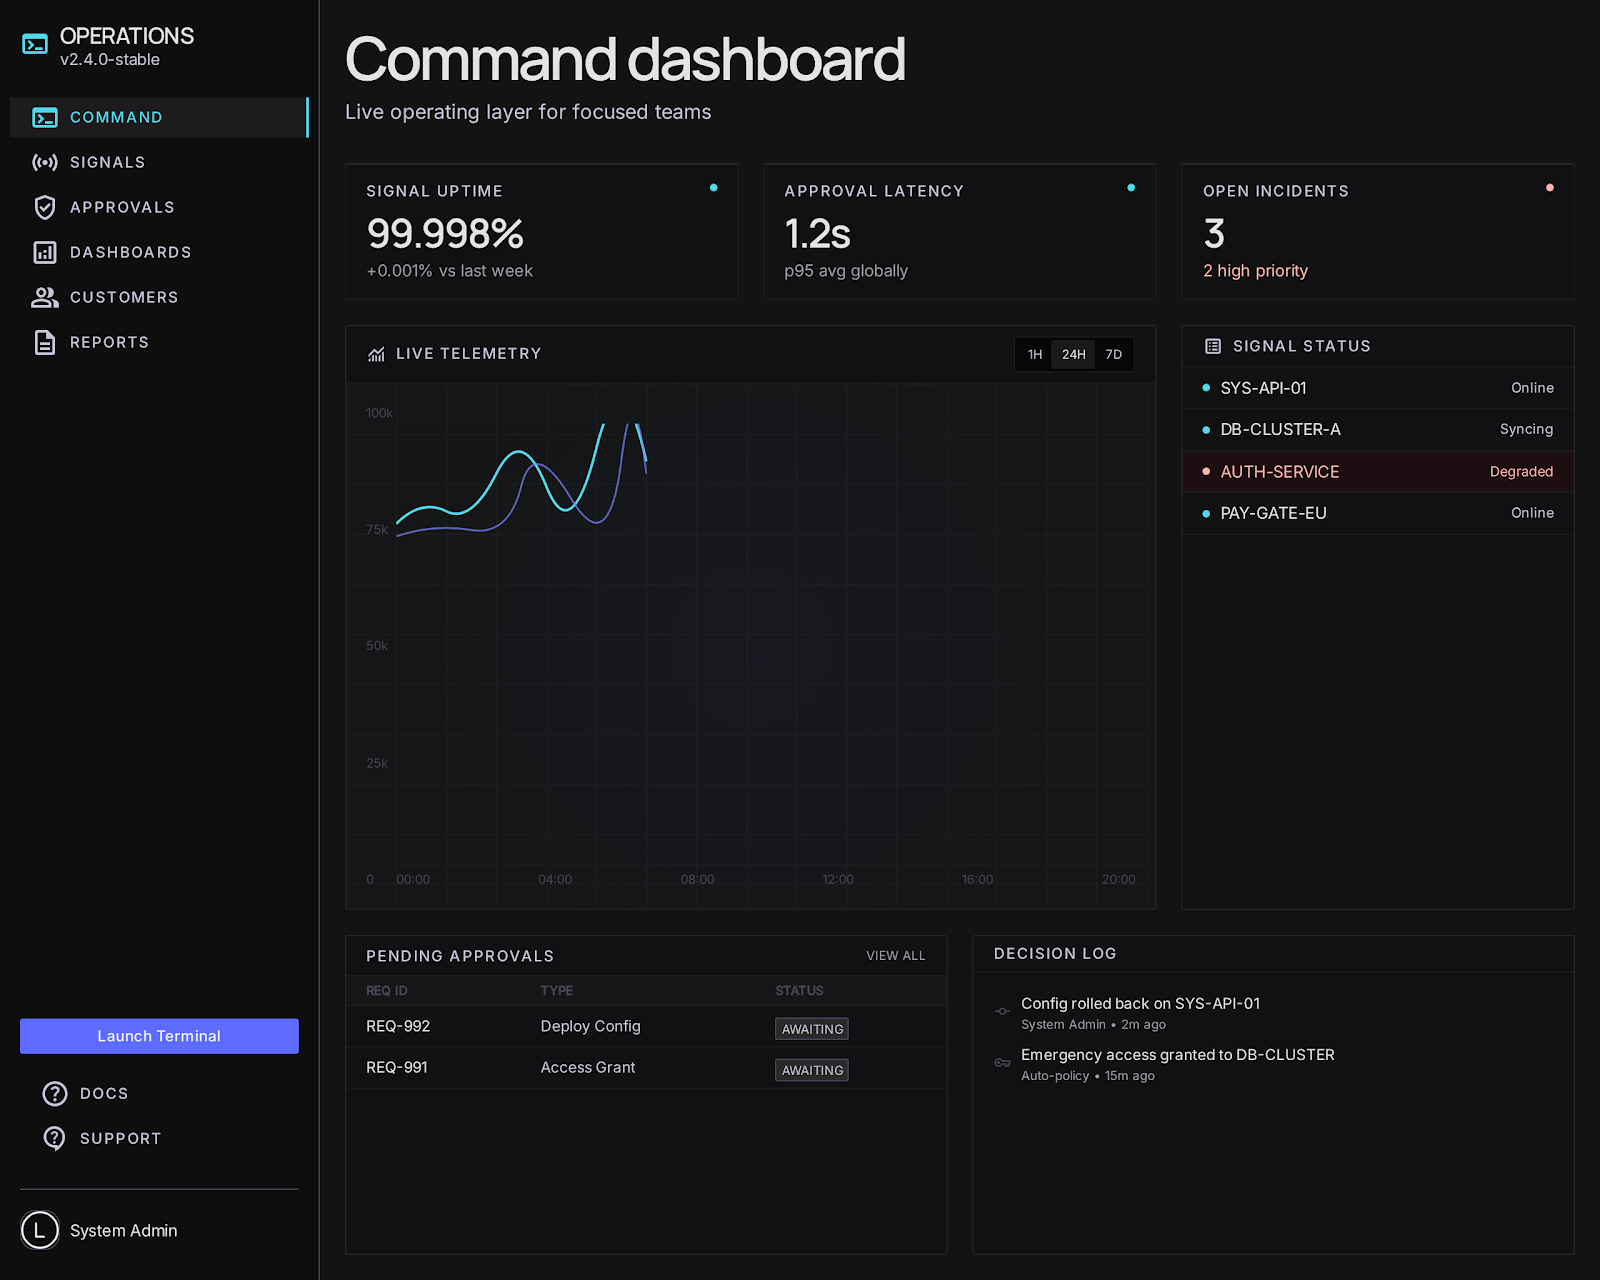 OPERATIONS
v2.4.0-stable
COMMAND
SIGNALS
APPROVALS
DASHBOARDS
CUSTOMERS
REPORTS
Launch Terminal
DOCS
SUPPORT
L
System Admin
Command dashboard
Live operating layer for focused teams
SIGNAL UPTIME
99.998%
+0.001% vs last week
APPROVAL LATENCY
1.2s
p95 avg globally
OPEN INCIDENTS
3
2 high priority
LIVE TELEMETRY
1H 24H 7D
100k
75k
50k
25k
0 00:00 04:00 08:00 12:00 16:00 20:00
SIGNAL STATUS
SYS-API-01 Online
DB-CLUSTER-A Syncing
AUTH-SERVICE Degraded
PAY-GATE-EU Online
PENDING APPROVALS VIEW ALL
REQ ID TYPE STATUS
REQ-992 Deploy Config AWAITING
REQ-991 Access Grant AWAITING
DECISION LOG
Config rolled back on SYS-API-01
System Admin • 2m ago
Emergency access granted to DB-CLUSTER
Auto-policy • 15m ago